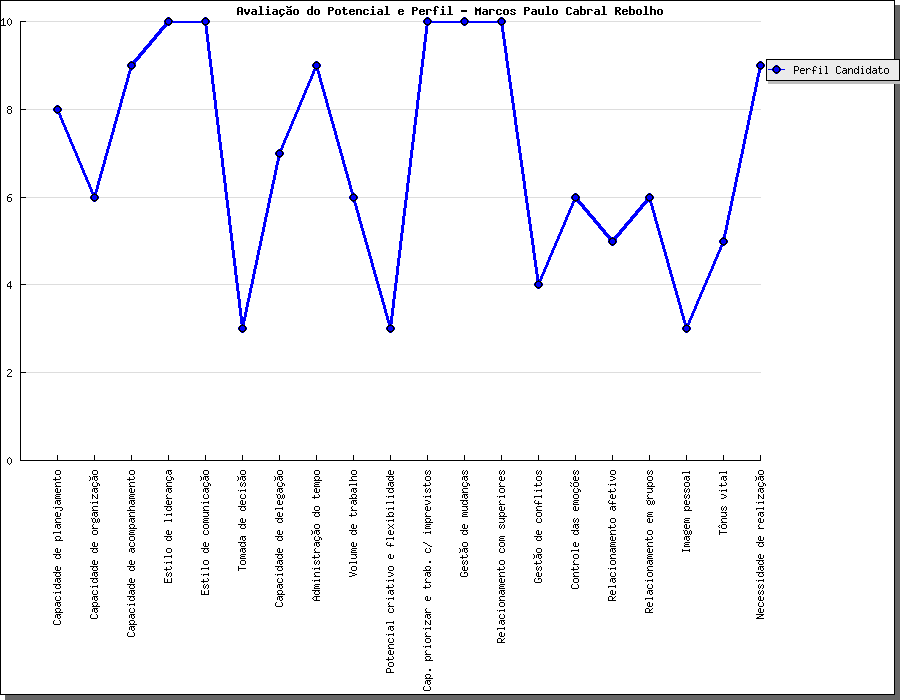 Avaliação do Potencial e Perfil - Marcos Paulo Cabral Rebolho
10
8
6
4
2
0
Perfil Candidato
Capacidade de planejamento
Capacidade de organização
Capacidade de acompanhamento
Estilo de liderança
Estilo de comunicação
Tomada de decisão
Capacidade de delegação
Administração do tempo
Volume de trabalho
Potencial criativo e flexibilidade
Cap. priorizar e trab. c/ imprevistos
Gestão de mudanças
Relacionamento com superiores
Gestão de conflitos
Controle das emoções
Relacionamento afetivo
Relacionamento em grupos
Imagem pessoal
Tônus vital
Necessidade de realização